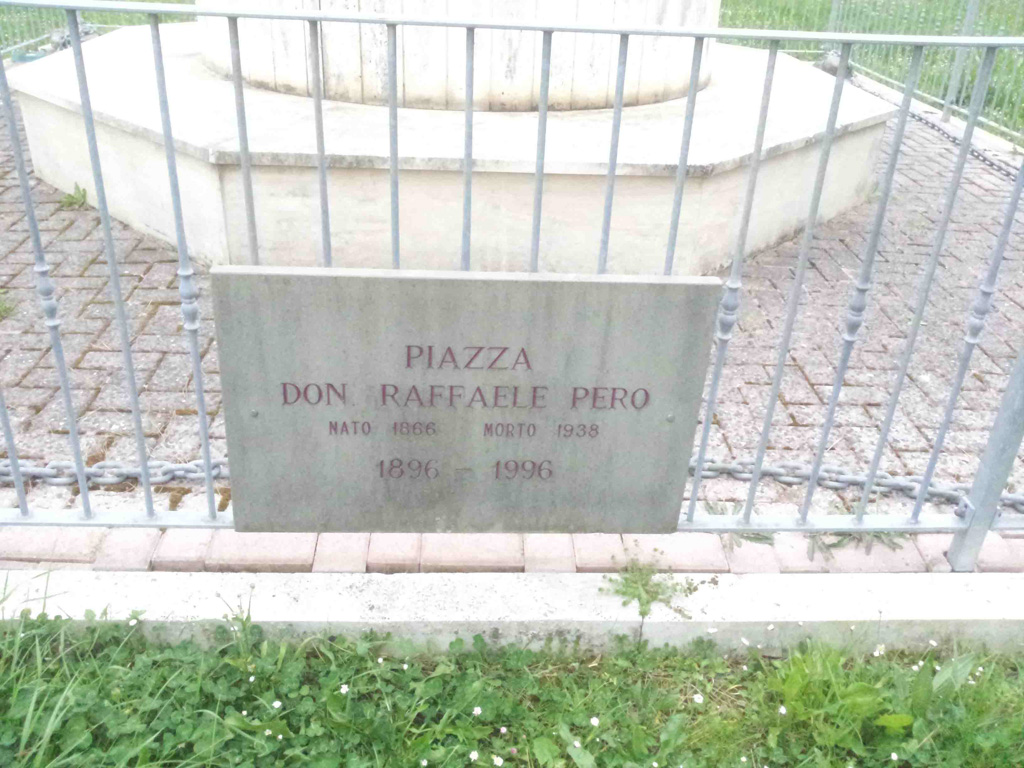 PIAZZA
DON RAFFAELE PERO
NATO 1866 MORTO 1938
1896 - 1996